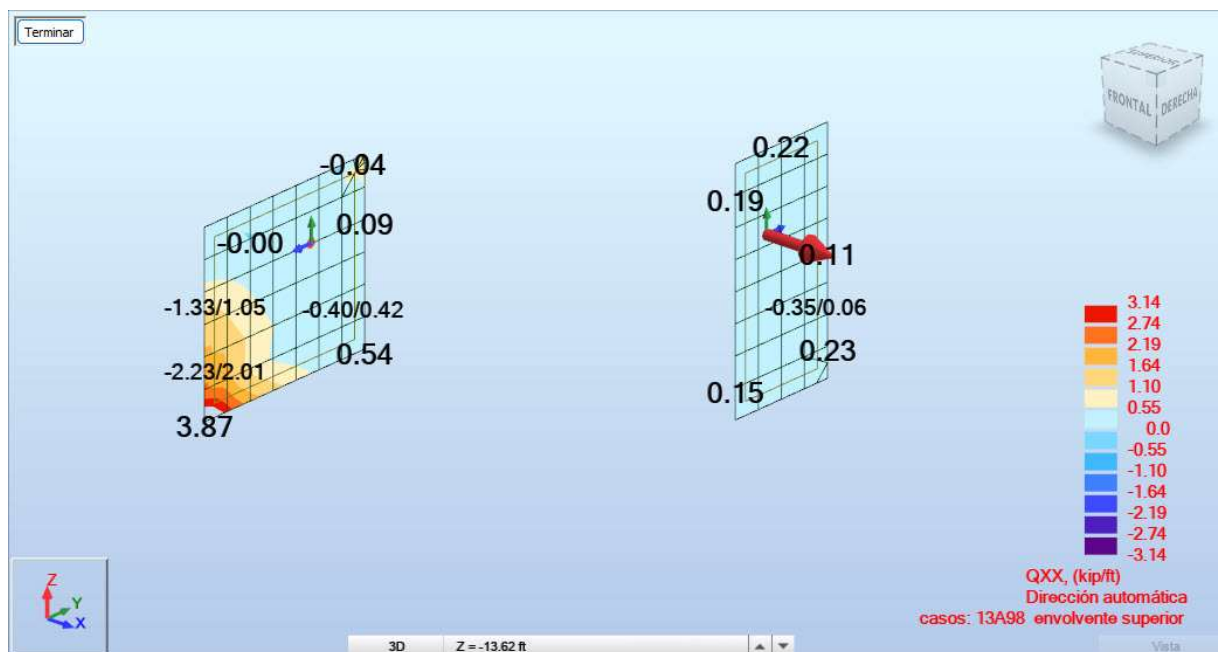 Terminar
SUPERIOR
FRONTAL
DERECHA
-0.04
0.22
0.19
0.09
-0.00
0.11
-1.33/1.05
-0.40/0.42
-0.35/0.06
0.54
0.23
-2.23/2.01
0.15
3.87
3.14
2.74
2.19
1.64
1.10
0.55
0.0
-0.55
-1.10
-1.64
-2.19
-2.74
-3.14
QXX, (kip/ft)
Dirección automática
casos: 13A98 envolvente superior
Z
Y
X
3D Z = -13.62 ft
Vista